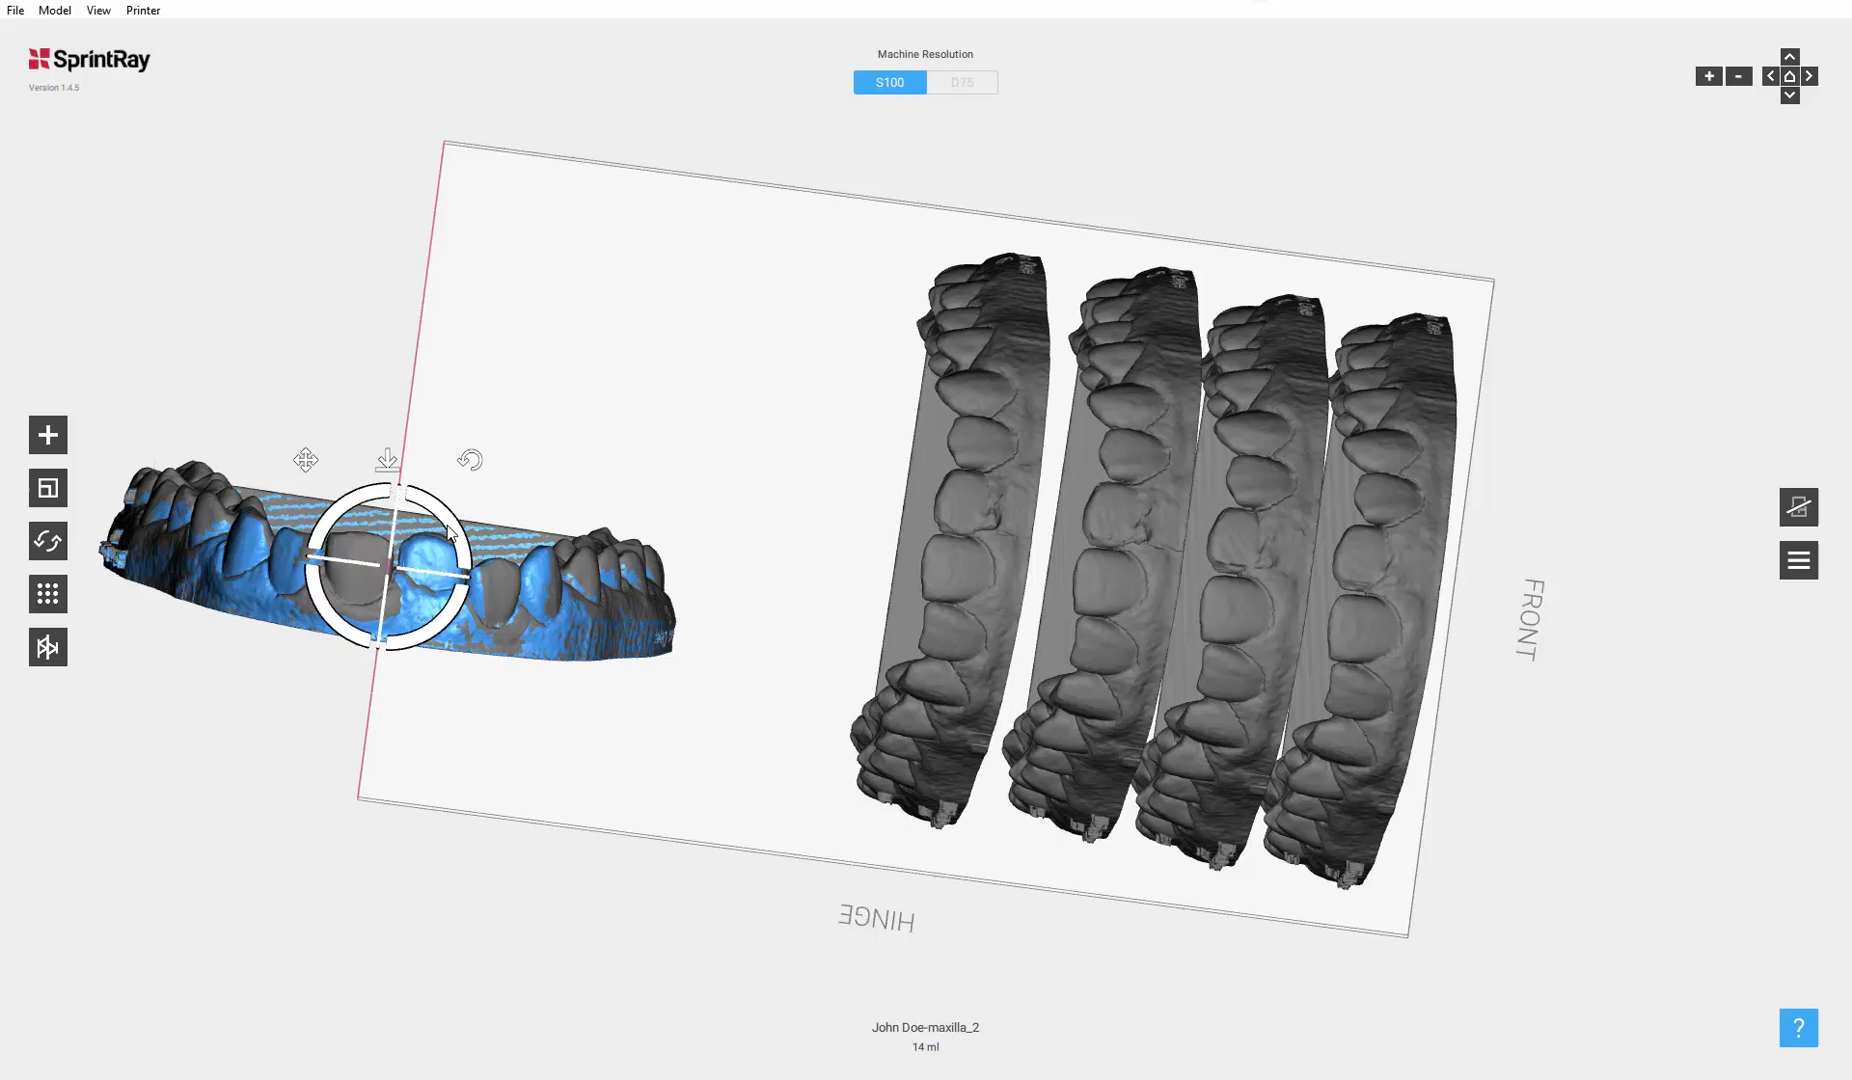 File Model View Printer
SprintRay
Version 1.4.5
Machine Resolution
S100 D75
FRONT
HINGE
John Doe-maxilla_2
14 ml
?